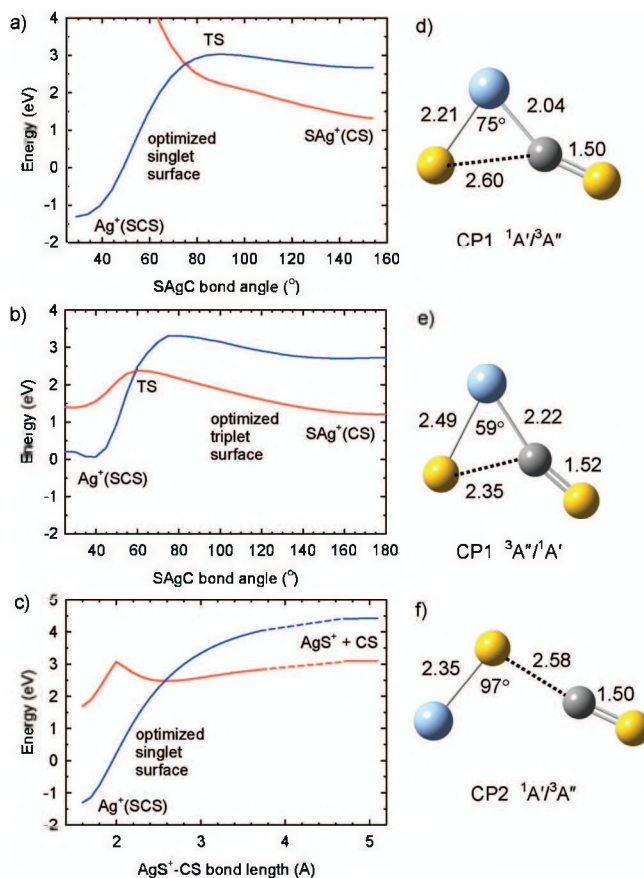 a)
4
3
2
1
0
-1
-2
Energy (eV)
TS
optimized
singlet
surface
SAg⁺(CS)
Ag⁺(SCS)
40 60 80 100 120 140 160
SAgC bond angle (°)
d)
2.21
75°
2.04
1.50
2.60
CP1 ¹A'/³A"
b)
4
3
2
1
0
-1
-2
Energy (eV)
TS
optimized
triplet
surface
SAg⁺(CS)
Ag⁺(SCS)
40 60 80 100 120 140 160 180
SAgC bond angle (°)
e)
2.49
59°
2.22
1.52
2.35
CP1 ³A"/¹A'
c)
5
4
3
2
1
0
-1
-2
Energy (eV)
AgS⁺ + CS
optimized
singlet
surface
Ag⁺(SCS)
2 3 4 5
AgS⁺-CS bond length (A)
f)
2.35
97°
2.58
1.50
CP2 ¹A'/³A"